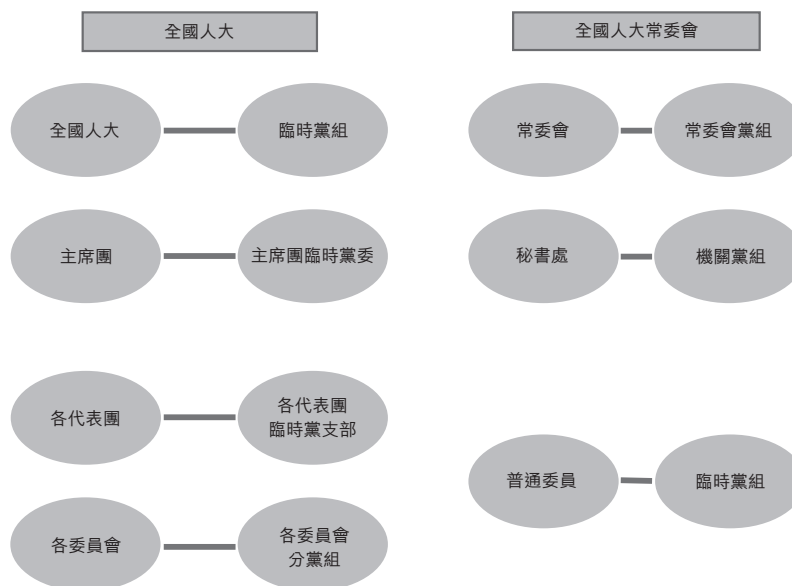 全國人大
全國人大
臨時黨組
主席團
主席團臨時黨委
各代表團
各代表團
臨時黨支部
各委員會
各委員會
分黨組
全國人大常委會
常委會
常委會黨組
秘書處
機關黨組
普通委員
臨時黨組